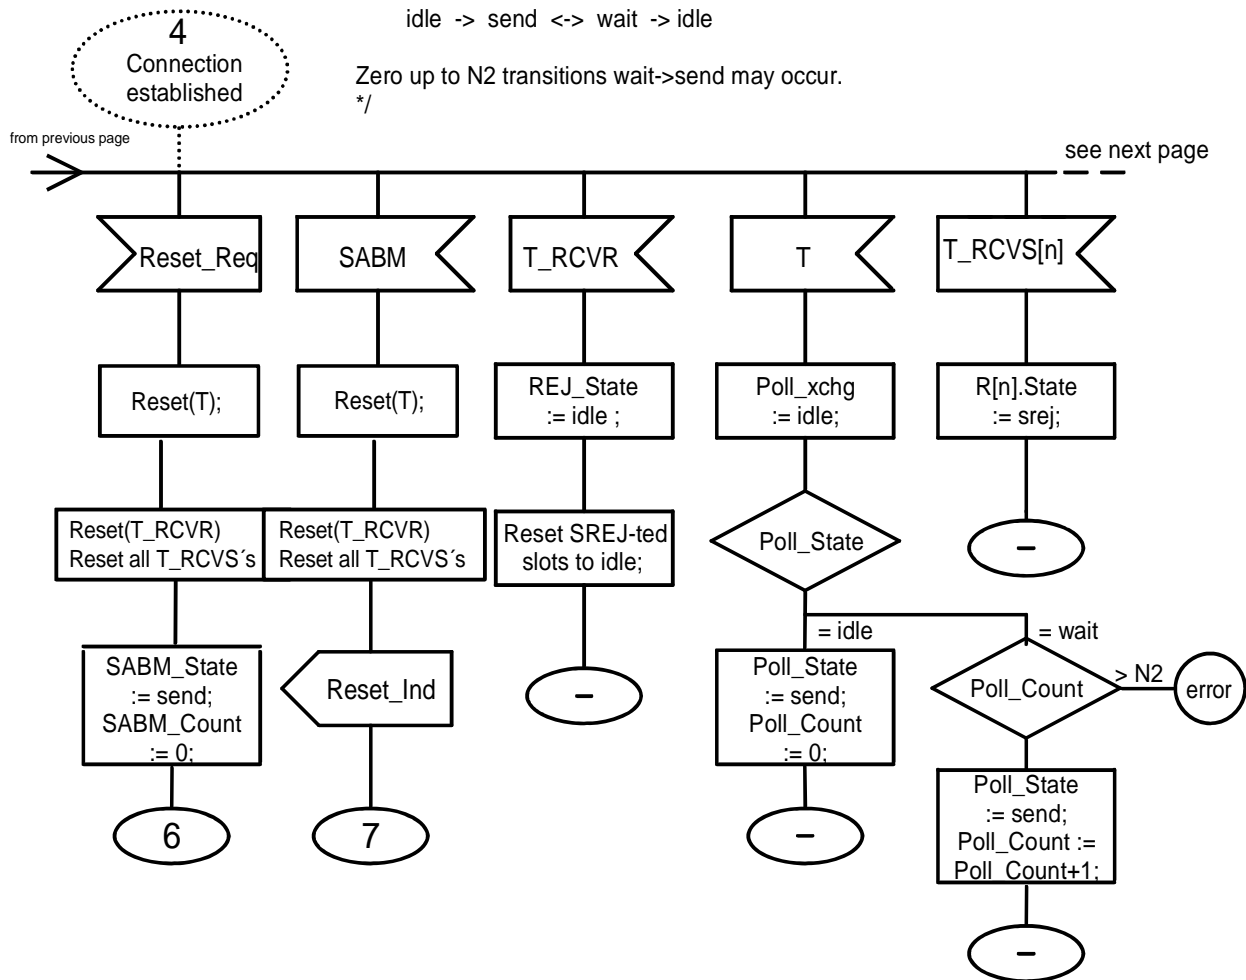 idle -> send <-> wait -> idle
4
Connection
established
Zero up to N2 transitions wait->send may occur.
*/
from previous page
see next page
Reset_Req
SABM
T_RCVR
T
T_RCVS[n]
Reset(T);
Reset(T);
REJ_State
:= idle ;
Poll_xchg
:= idle;
R[n].State
:= srej;
Reset(T_RCVR)
Reset all T_RCVS´s
Reset(T_RCVR)
Reset all T_RCVS´s
Reset SREJ-ted
slots to idle;
Poll_State
–
= idle
= wait
SABM_State
:= send;
SABM_Count
:= 0;
Reset_Ind
–
Poll_State
:= send;
Poll_Count
:= 0;
Poll_Count
> N2
error
6
7
–
Poll_State
:= send;
Poll_Count :=
Poll_Count+1;
–